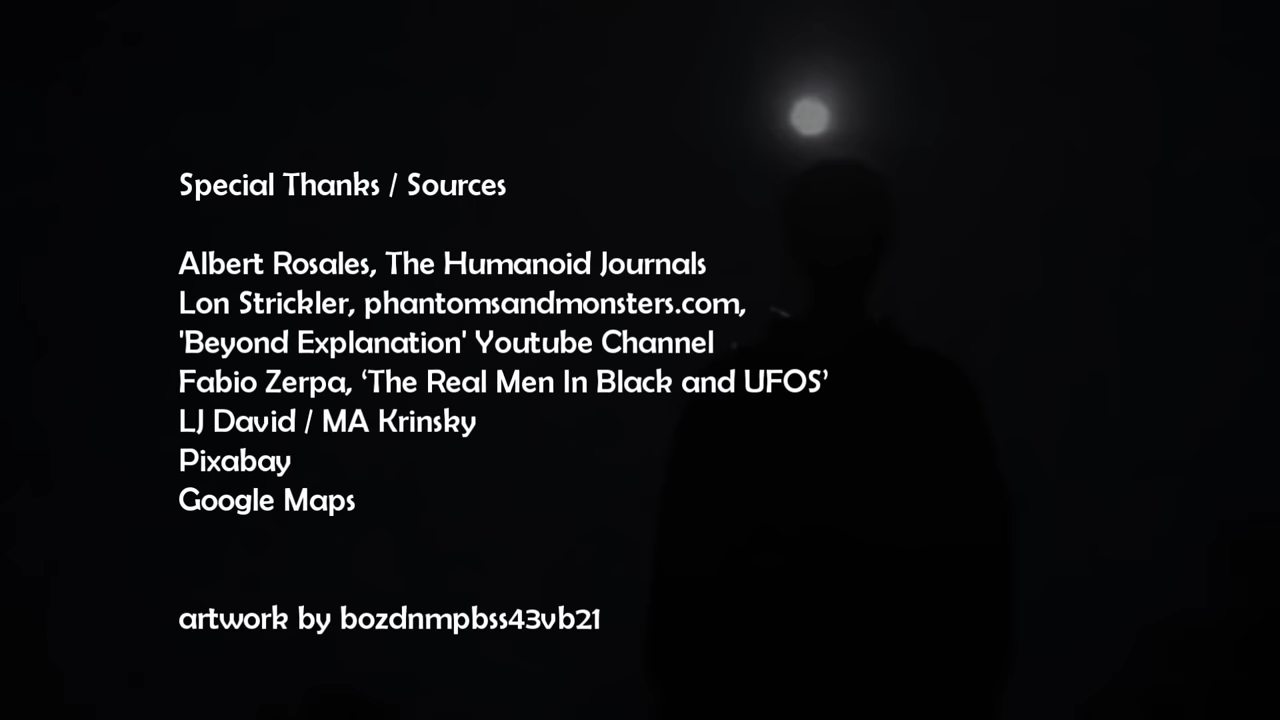 Special Thanks / Sources
Albert Rosales, The Humanoid Journals
Lon Strickler, phantomsandmonsters.com,
'Beyond Explanation' Youtube Channel
Fabio Zerpa, ‘The Real Men In Black and UFOS’
LJ David / MA Krinsky
Pixabay
Google Maps
artwork by bozdnmpbss43vb21